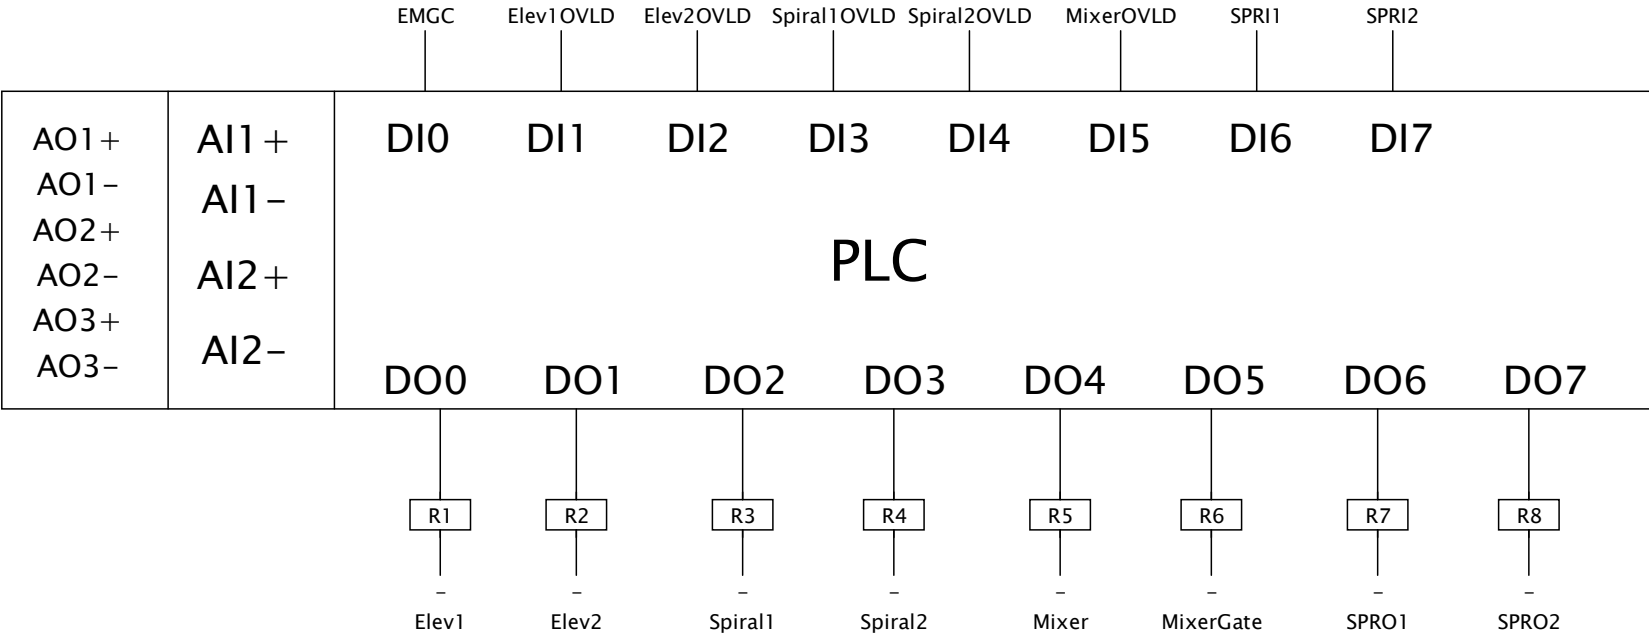 EMGC Elev1OVLD Elev2OVLD Spiral1OVLD Spiral2OVLD MixerOVLD SPRI1 SPRI2
AO1+ AI1+ DI0 DI1 DI2 DI3 DI4 DI5 DI6 DI7
AO1-
AI1-
AO2+
PLC
AO2- AI2+
AO3+
AI2-
AO3-
DO0 DO1 DO2 DO3 DO4 DO5 DO6 DO7
R1 R2 R3 R4 R5 R6 R7 R8
- - - - - - - -
Elev1 Elev2 Spiral1 Spiral2 Mixer MixerGate SPRO1 SPRO2